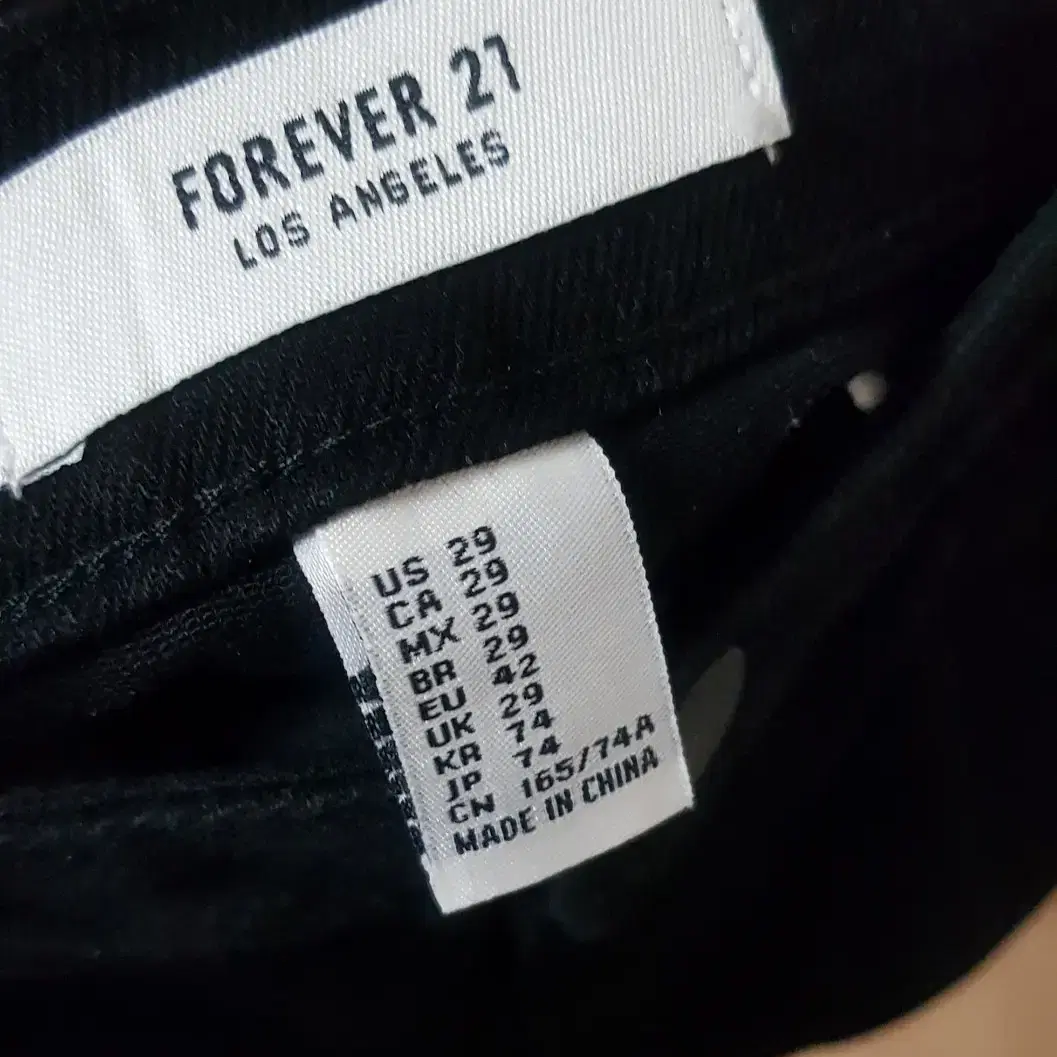 FOREVER 21
LOS ANGELES
US 29
CA 29
MX 29
BR 29
EU 42
UK 29
KR 74
JP 74
CN 165/74A
MADE IN CHINA